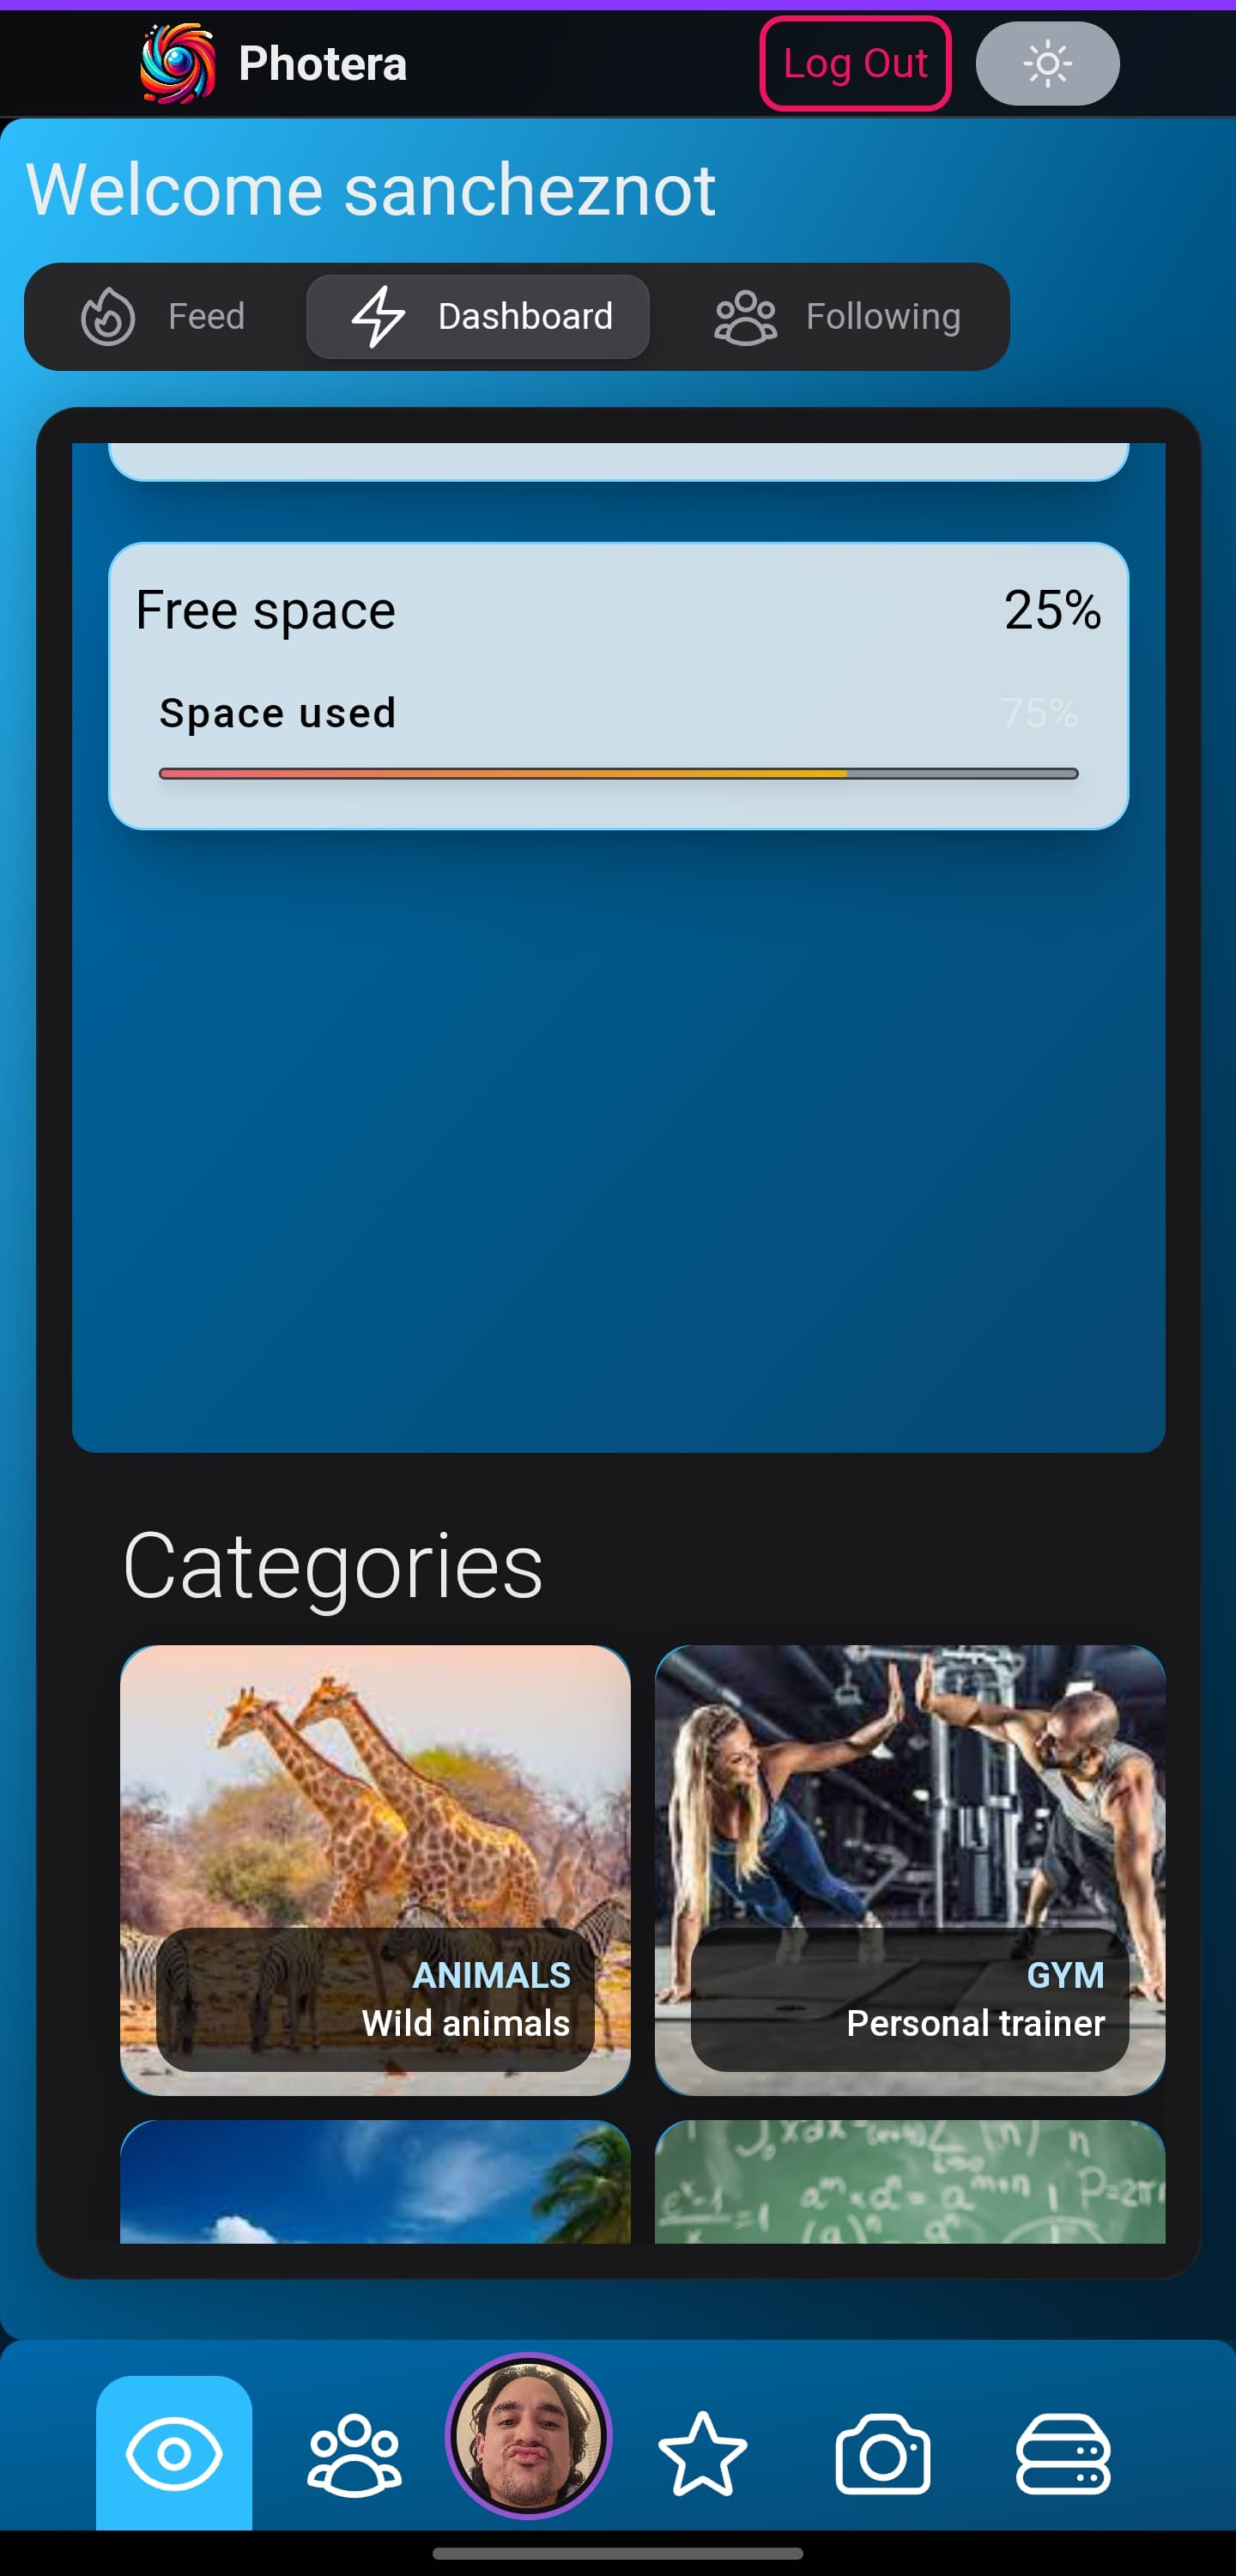 Photera
Log Out
Welcome sancheznot
Feed
Dashboard
Following
Free space
25%
Space used
75%
Categories
ANIMALS
Wild animals
GYM
Personal trainer